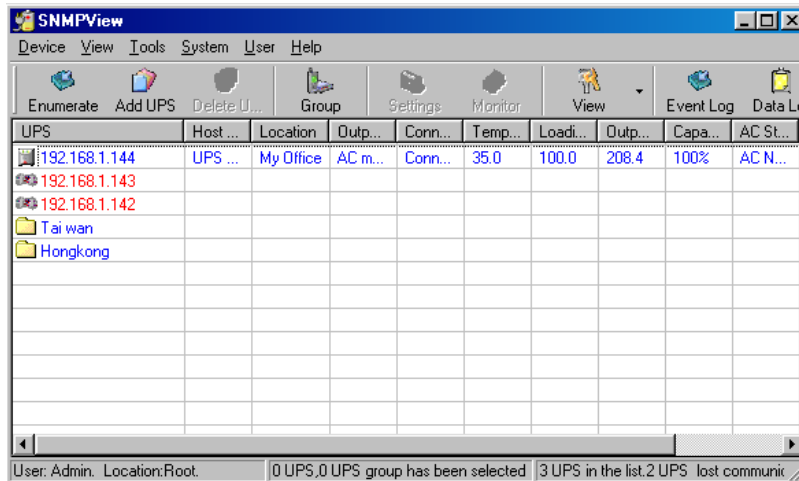 SNMPView
Device View Tools System User Help
Enumerate Add UPS Delete U... Group Settings Monitor View Event Log Data L
UPS Host ... Location Outp... Conn... Temp... Loadi... Outp... Capa... AC St...
192.168.1.144 UPS ... My Office AC m... Conn... 35.0 100.0 208.4 100% AC N...
192.168.1.143
192.168.1.142
Tai wan
Hongkong
User: Admin. Location:Root. 0 UPS,0 UPS group has been selected 3 UPS in the list.2 UPS lost communic